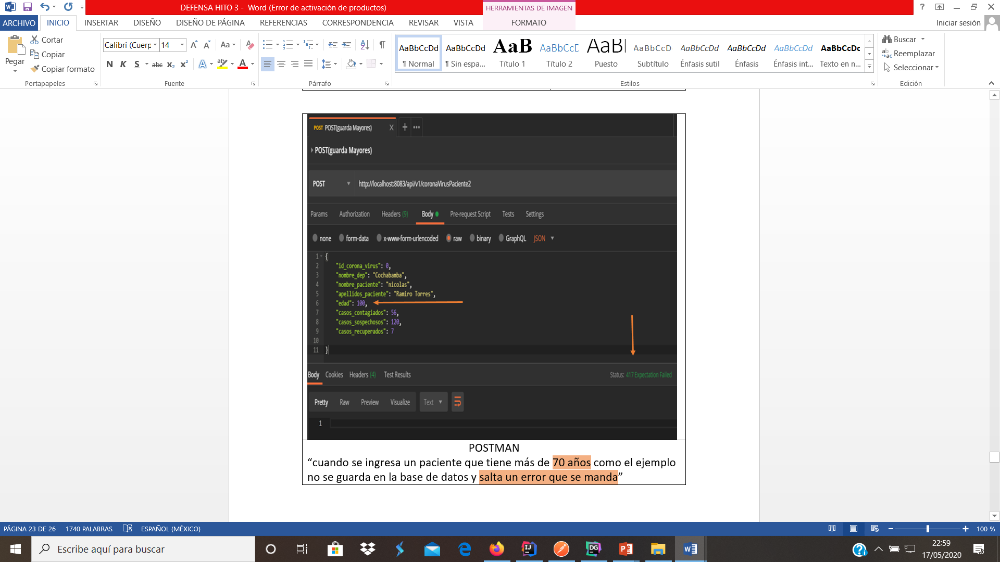 DEFENSA HITO 3 - Word (Error de activación de productos)
HERRAMIENTAS DE IMAGEN
ARCHIVO INICIO INSERTAR DISEÑO DISEÑO DE PÁGINA REFERENCIAS CORRESPONDENCIA REVISAR VISTA FORMATO Iniciar sesión
Pegar
Cortar
Copiar
Copiar formato
Portapapeles
Calibri (Cuerp 14
N K S abc x₂ x²
Fuente
Párrafo
AaBbCcDd AaBbCcDd AaB AaBbCcD AaBb AaBbCcD AaBbCcDd AaBbCcDd AaBbCcDd AaBbCcDc
¶ Normal ¶ Sin espa... Título 1 Título 2 Puesto Subtítulo Énfasis sutil Énfasis Énfasis int... Texto en n...
Estilos
Buscar
Reemplazar
Seleccionar
Edición
POST POST(guarda Mayores) X + •••
POST(guarda Mayores)
POST http://localhost:8083/api/v1/coronaVirusPaciente2
Params Authorization Headers (9) Body Pre-request Script Tests Settings
none form-data x-www-form-urlencoded raw binary GraphQL JSON
1 {
2 "id_corona_virus": 0,
3 "nombre_dep": "Cochabamba",
4 "nombre_paciente": "nicolas",
5 "apellidos_paciente": "Ramiro Torres",
6 "edad": 100,
7 "casos_contagiados": 56,
8 "casos_sospechosos": 120,
9 "casos_recuperados": 7
10
11 }
Body Cookies Headers (4) Test Results Status: 417 Expectation Failed
Pretty Raw Preview Visualize Text
1
POSTMAN
“cuando se ingresa un paciente que tiene más de 70 años como el ejemplo
no se guarda en la base de datos y salta un error que se manda”
PÁGINA 23 DE 26 1740 PALABRAS ESPAÑOL (MÉXICO) 100 %
Escribe aquí para buscar
22:59
17/05/2020